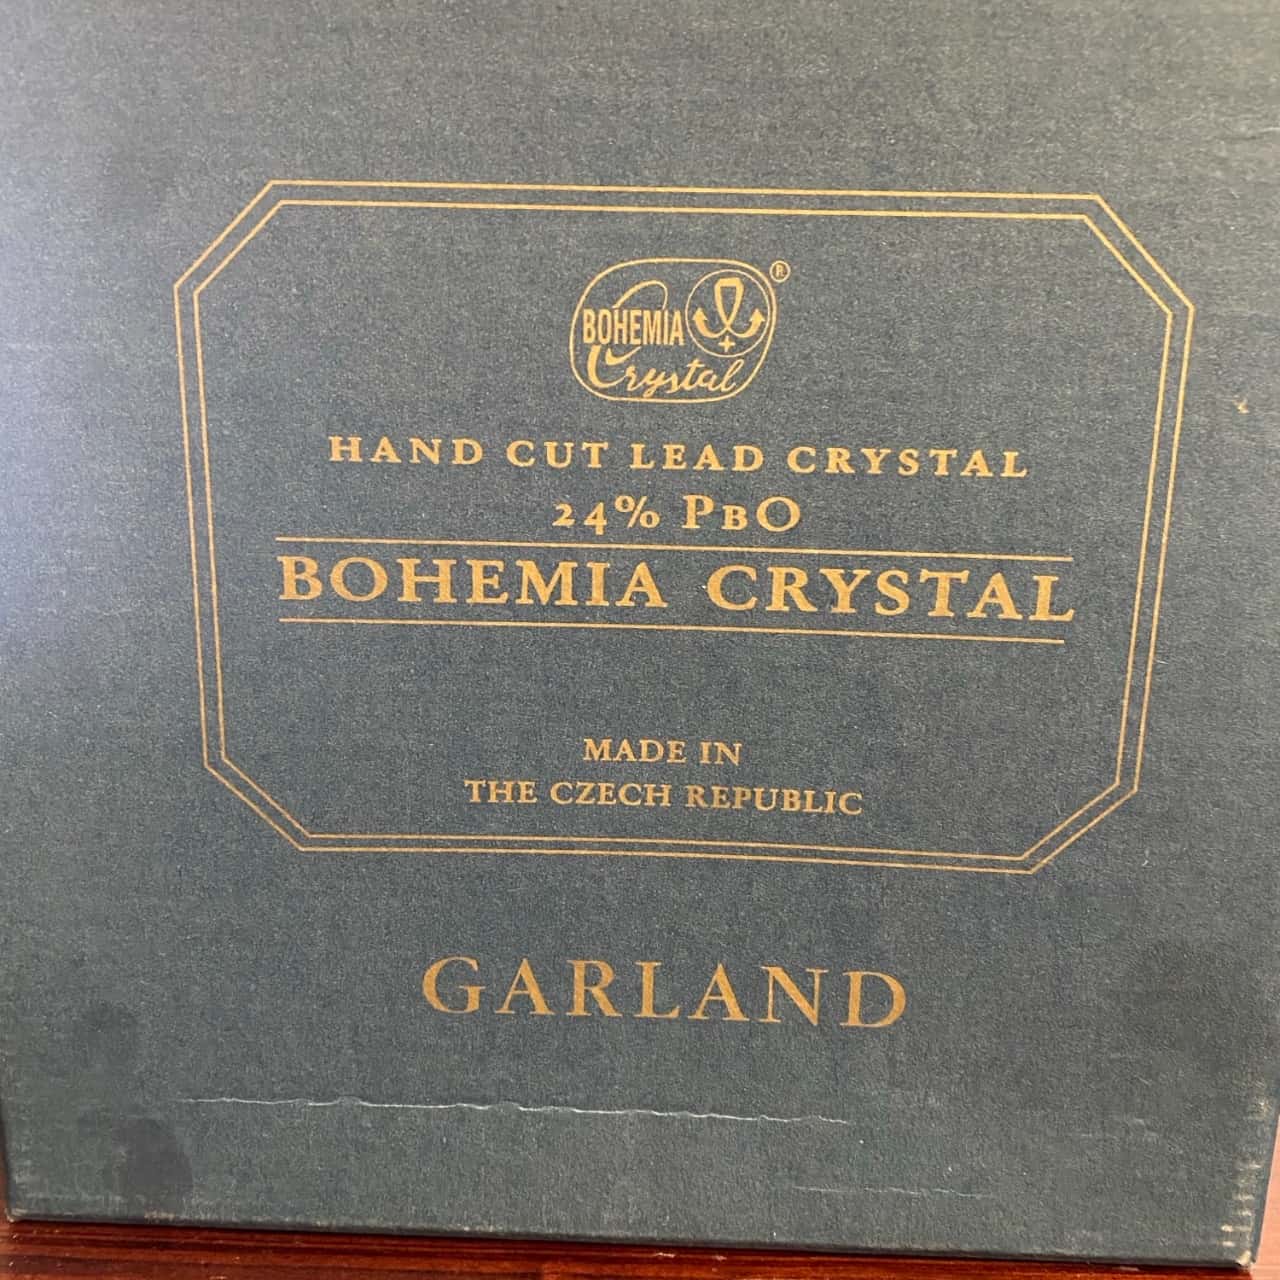 BOHEMIA
Crystal
®
HAND CUT LEAD CRYSTAL
24% PBO
BOHEMIA CRYSTAL
MADE IN
THE CZECH REPUBLIC
GARLAND